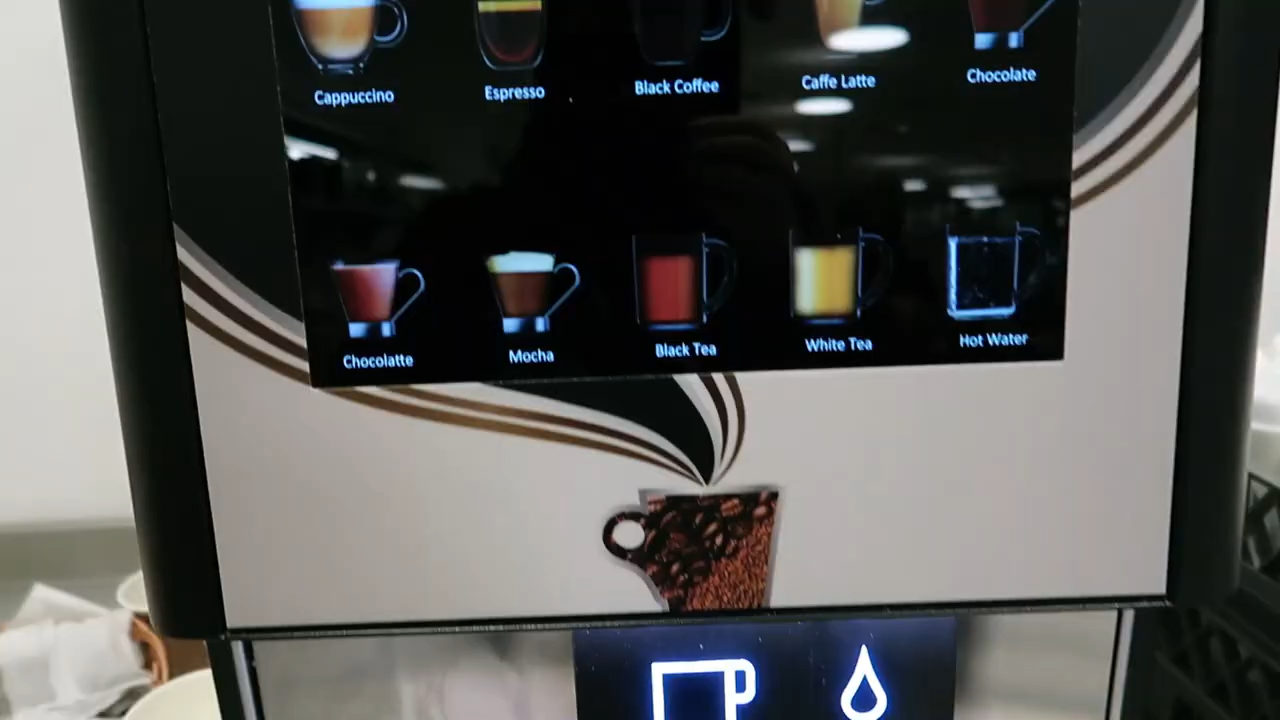 Cappuccino
Espresso
Black Coffee
Caffe Latte
Chocolate
Chocolatte
Mocha
Black Tea
White Tea
Hot Water